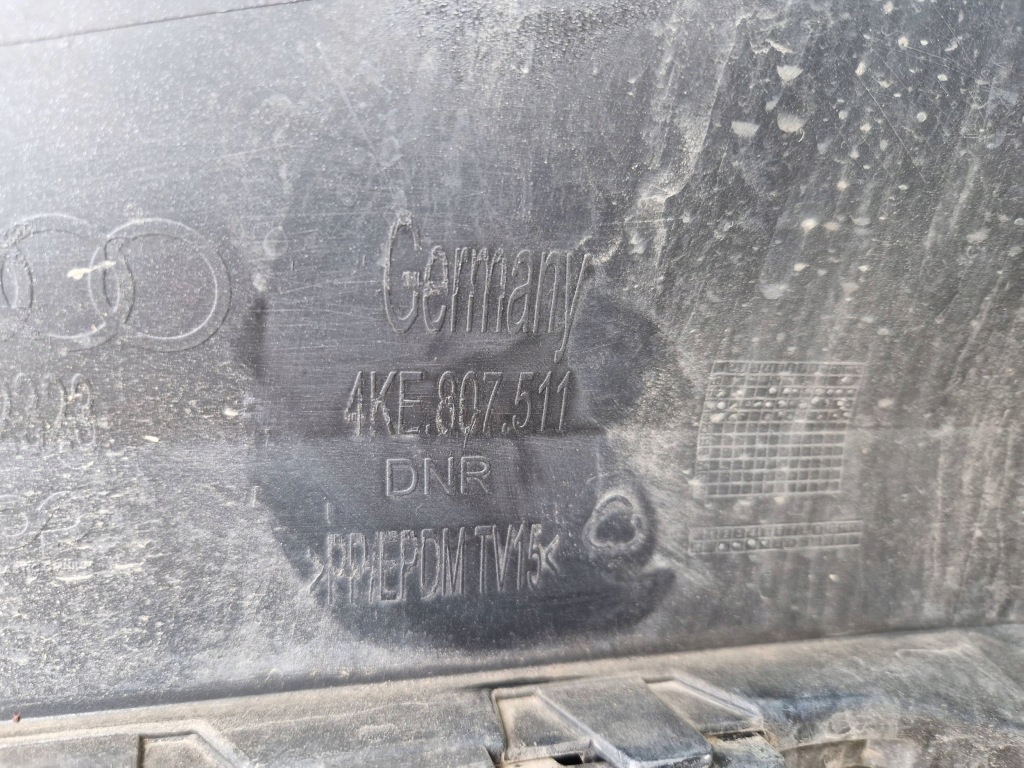 Germany
4KE.807.511
DNR
>PP/EPDM TV15<